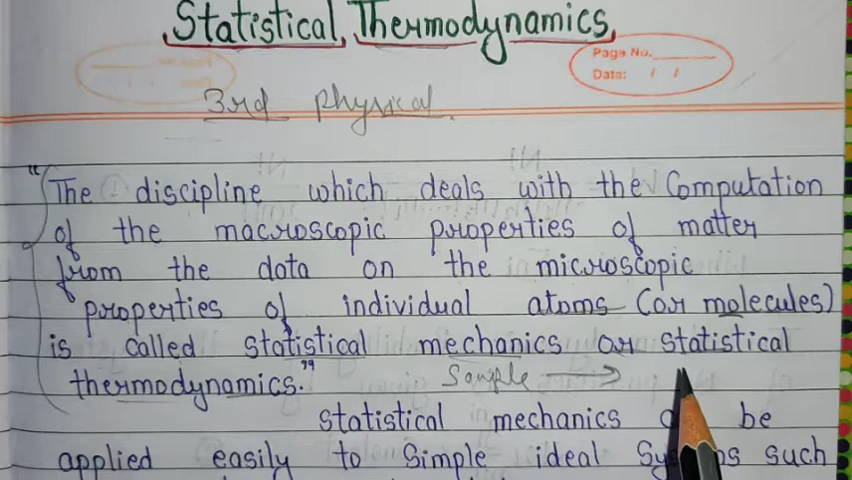 Statistical Thermodynamics
Page No.
Date: / /
3rd Physical
"The discipline which deals with the Computation
of the macroscopic properties of matter
from the data on the microscopic
properties of individual atoms (or molecules)
is called statistical mechanics or statistical
thermodynamics."
Sample →
Statistical mechanics be
applied easily to Simple ideal such